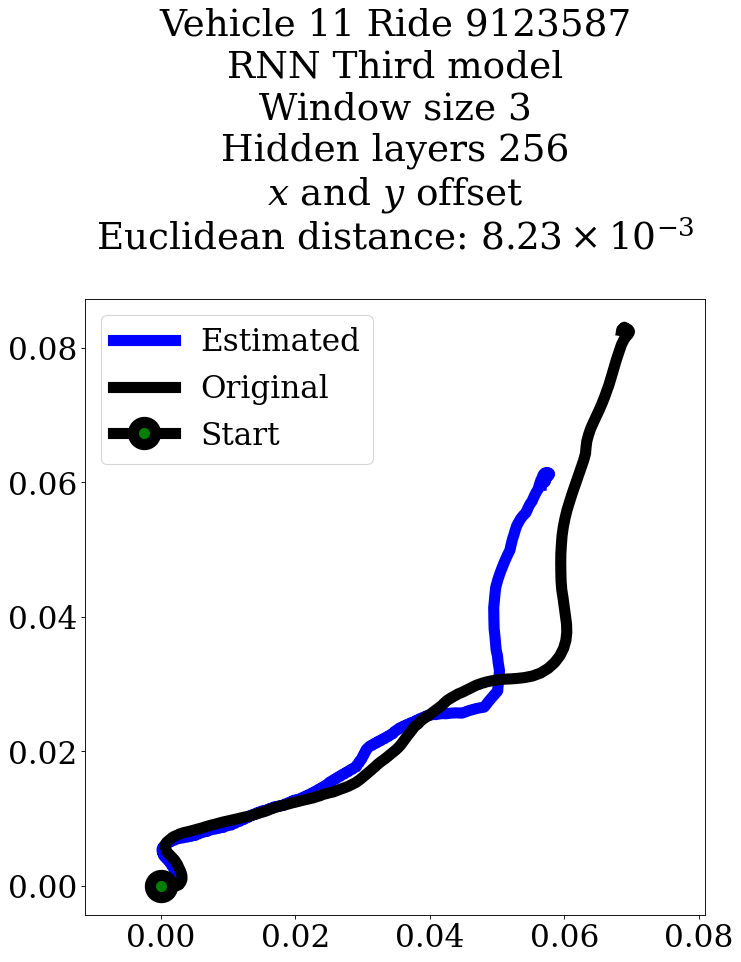 Vehicle 11 Ride 9123587
RNN Third model
Window size 3
Hidden layers 256
x and y offset
Euclidean distance: 8.23 × 10⁻³
Estimated
Original
Start
0.08
0.06
0.04
0.02
0.00
0.00 0.02 0.04 0.06 0.08